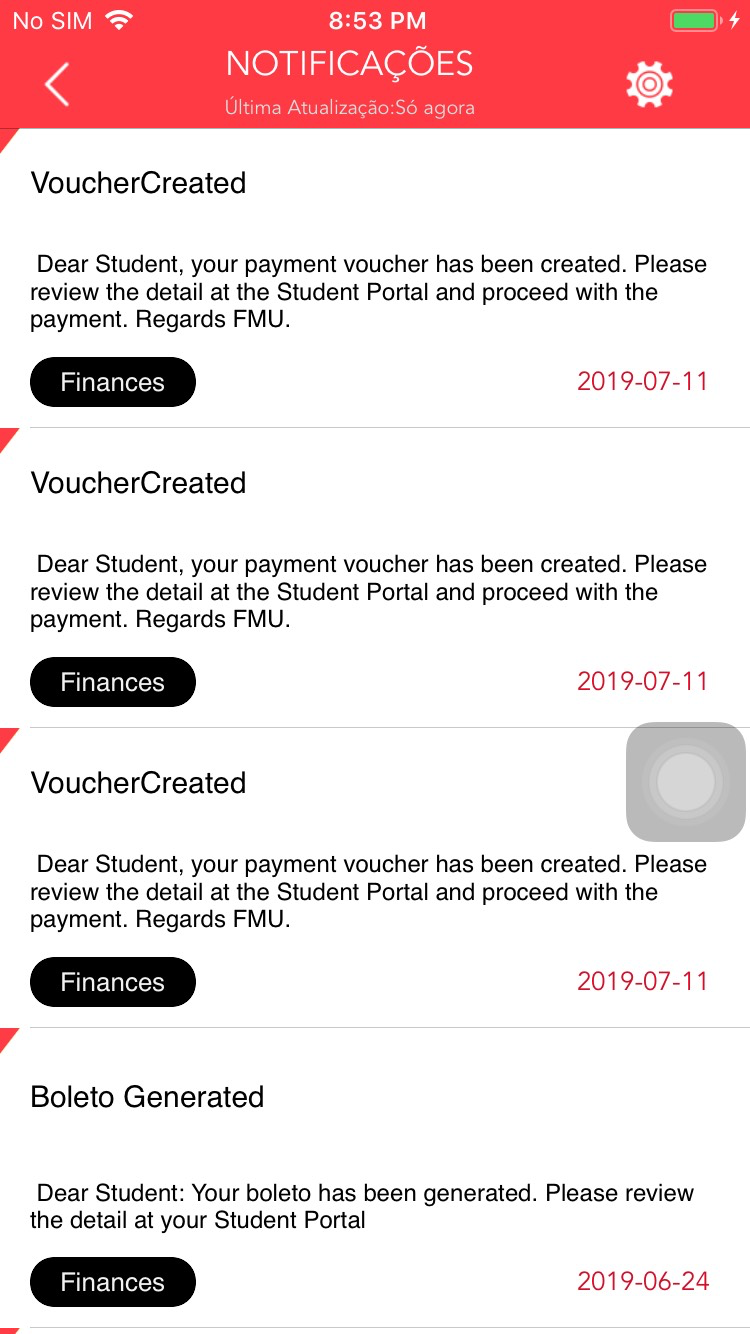 No SIM 8:53 PM
NOTIFICAÇÕES
Última Atualização:Só agora
VoucherCreated
Dear Student, your payment voucher has been created. Please
review the detail at the Student Portal and proceed with the
payment. Regards FMU.
Finances 2019-07-11
VoucherCreated
Dear Student, your payment voucher has been created. Please
review the detail at the Student Portal and proceed with the
payment. Regards FMU.
Finances 2019-07-11
VoucherCreated
Dear Student, your payment voucher has been created. Please
review the detail at the Student Portal and proceed with the
payment. Regards FMU.
Finances 2019-07-11
Boleto Generated
Dear Student: Your boleto has been generated. Please review
the detail at your Student Portal
Finances 2019-06-24